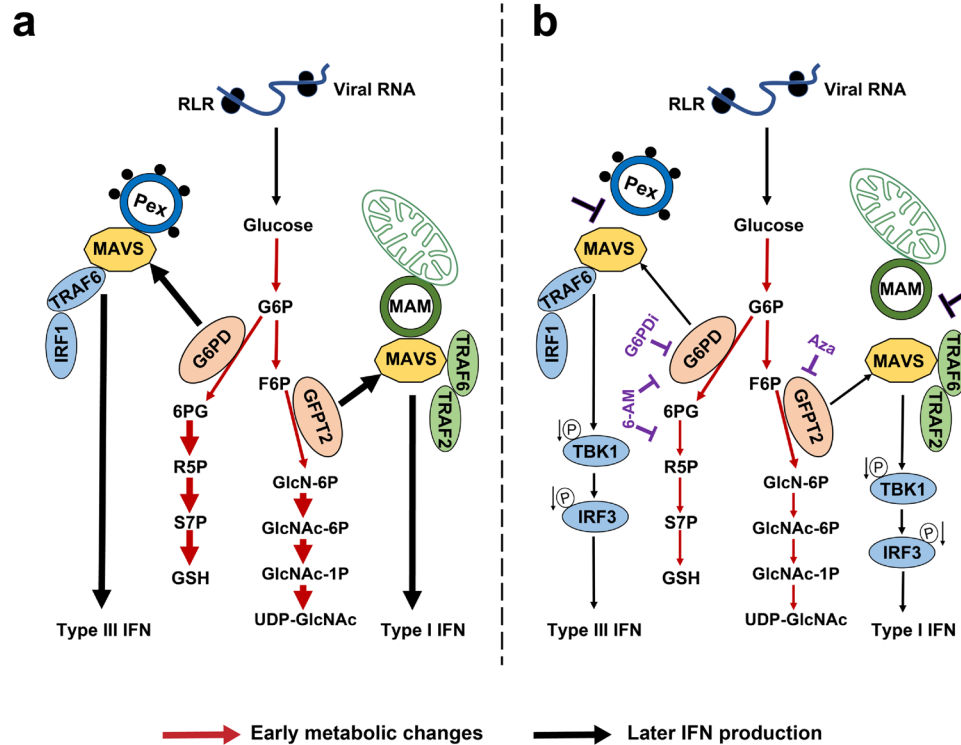 a
RLR
Viral RNA
Pex
Glucose
MAVS
TRAF6
IRF1
G6P
MAM
G6PD
MAVS
TRAF6
F6P
TRAF2
GFPT2
6PG
R5P
GlcN-6P
S7P
GlcNAc-6P
GSH
GlcNAc-1P
UDP-GlcNAc
Type III IFN
Type I IFN
b
RLR
Viral RNA
Pex
Glucose
MAVS
TRAF6
IRF1
G6P
MAM
G6PDi
G6PD
Aza
MAVS
TRAF6
F6P
TRAF2
GFPT2
6-AM
6PG
P
TBK1
R5P
GlcN-6P
P
TBK1
P
IRF3
S7P
GlcNAc-6P
P
IRF3
GSH
GlcNAc-1P
UDP-GlcNAc
Type III IFN
Type I IFN
Early metabolic changes
Later IFN production